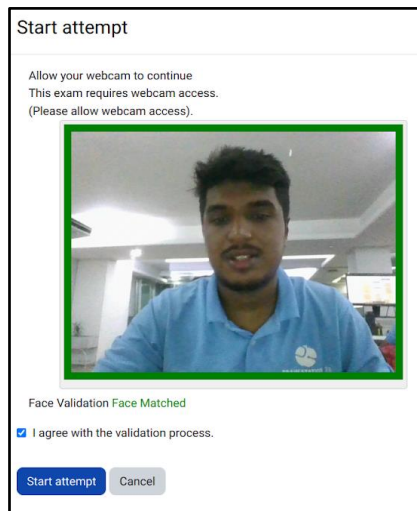 Start attempt
Allow your webcam to continue
This exam requires webcam access.
(Please allow webcam access).
Face Validation Face Matched
I agree with the validation process.
Start attempt
Cancel